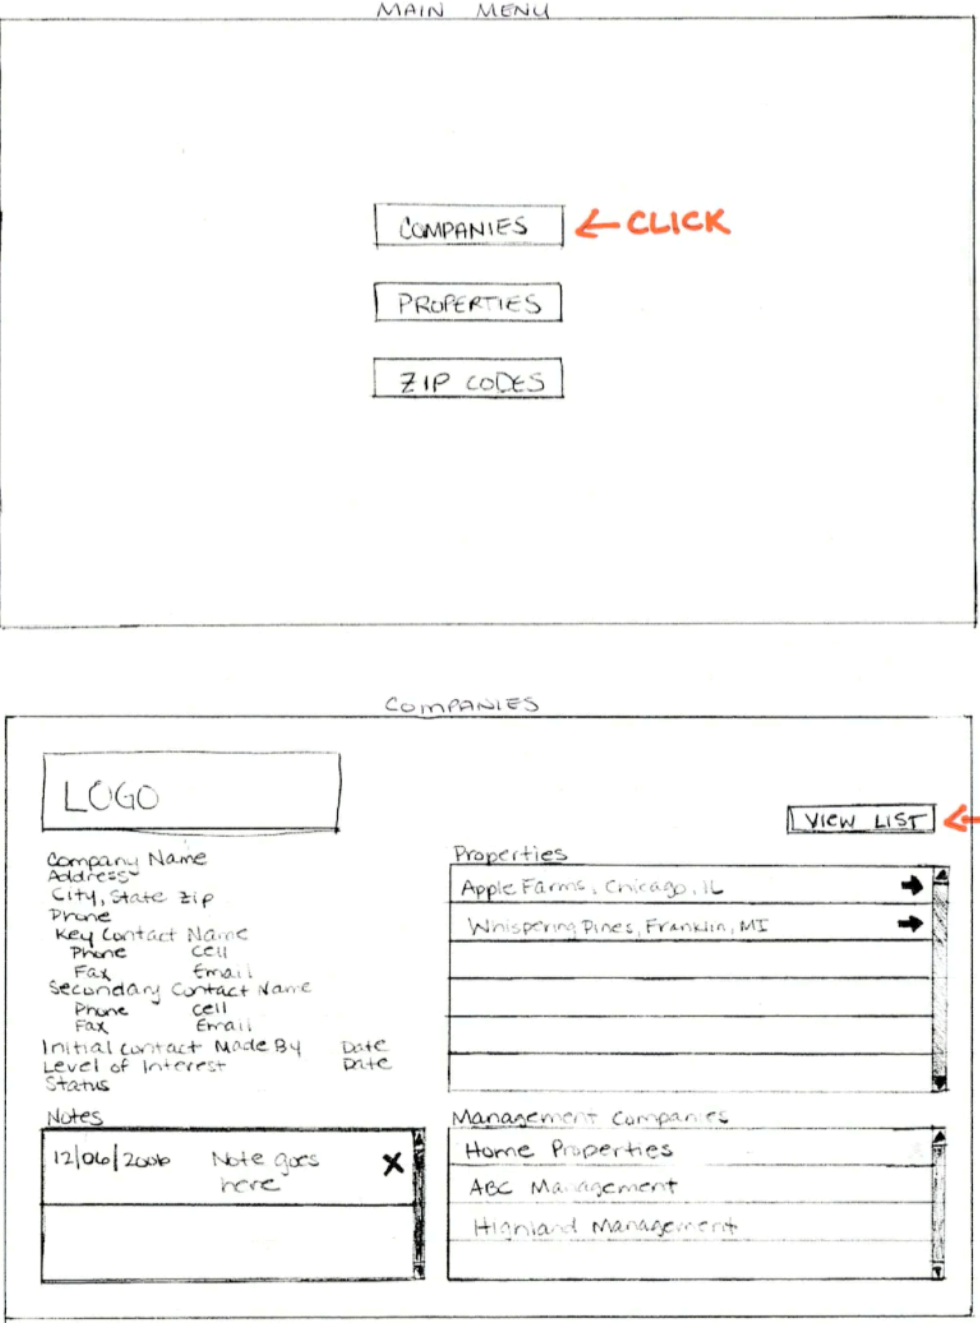 MAIN MENU
COMPANIES
CLICK
PROPERTIES
ZIP CODES
COMPANIES
LOGO
VIEW LIST
Company Name
Address
City, State Zip
Phone
Key Contact Name
Phone Cell
Fax Email
Secondary Contact Name
Phone Cell
Fax Email
Initial Contact Made By Date
Level of Interest Date
Status
Properties
Apple Farms, Chicago, IL
Whispering Pines, Franklin, MI
Notes
12/06/2006 Note goes
here
X
Management Companies
Home Properties
ABC Management
Highland Management